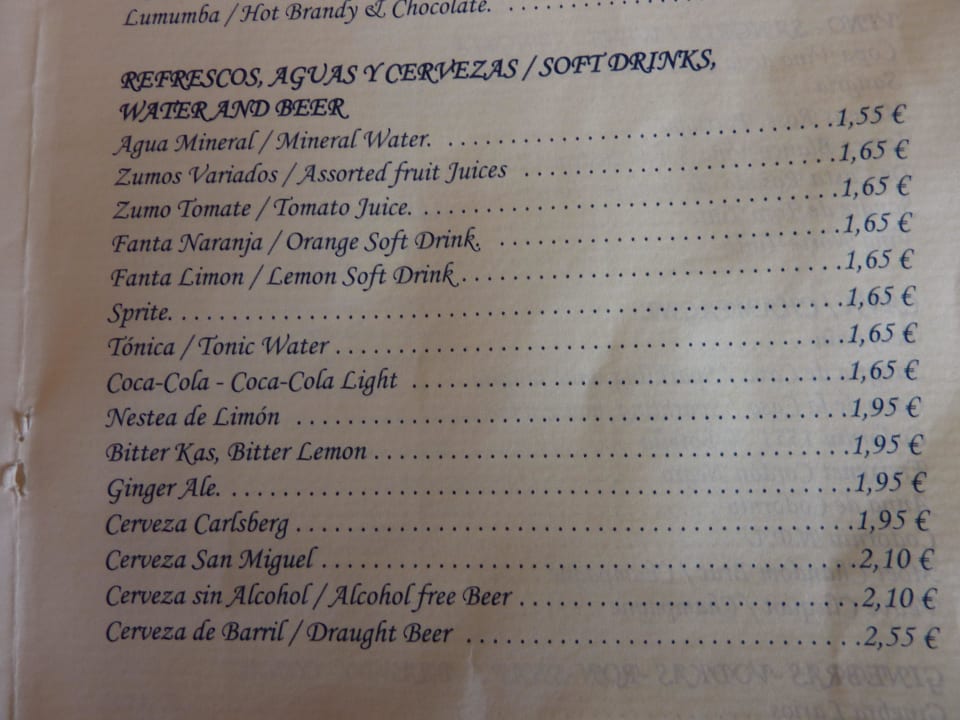 Lumumba / Hot Brandy & Chocolate. . . . . . . . . . .
REFRESCOS, AGUAS Y CERVEZAS / SOFT DRINKS,
WATER AND BEER
Agua Mineral / Mineral Water. . . . . . . . . . . . . . . . . . . . . . . . . . . . . . .1,55 €
Zumos Variados / Assorted fruit Juices . . . . . . . . . . . . . . . . . . . . . . . . .1,65 €
Zumo Tomate / Tomato Juice. . . . . . . . . . . . . . . . . . . . . . . . . . . . . . . .1,65 €
Fanta Naranja / Orange Soft Drink. . . . . . . . . . . . . . . . . . . . . . . . . . . .1,65 €
Fanta Limon / Lemon Soft Drink. . . . . . . . . . . . . . . . . . . . . . . . . . . . . .1,65 €
Sprite. . . . . . . . . . . . . . . . . . . . . . . . . . . . . . . . . . . . . . . . . . . . . . . . .1,65 €
Tónica / Tonic Water . . . . . . . . . . . . . . . . . . . . . . . . . . . . . . . . . . . . .1,65 €
Coca-Cola - Coca-Cola Light . . . . . . . . . . . . . . . . . . . . . . . . . . . . . . .1,65 €
Nestea de Limón . . . . . . . . . . . . . . . . . . . . . . . . . . . . . . . . . . . . . . . .1,95 €
Bitter Kas, Bitter Lemon . . . . . . . . . . . . . . . . . . . . . . . . . . . . . . . . . .1,95 €
Ginger Ale. . . . . . . . . . . . . . . . . . . . . . . . . . . . . . . . . . . . . . . . . . . . .1,95 €
Cerveza Carlsberg . . . . . . . . . . . . . . . . . . . . . . . . . . . . . . . . . . . . . . .1,95 €
Cerveza San Miguel . . . . . . . . . . . . . . . . . . . . . . . . . . . . . . . . . . . . . .2,10 €
Cerveza sin Alcohol / Alcohol free Beer . . . . . . . . . . . . . . . . . . . . . . . .2,10 €
Cerveza de Barril / Draught Beer . . . . . . . . . . . . . . . . . . . . . . . . . . . . .2,55 €